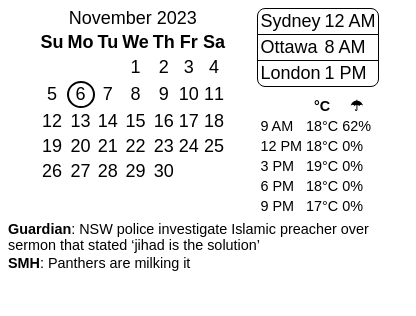 November 2023
Su Mo Tu We Th Fr Sa
1 2 3 4
5 6 7 8 9 10 11
12 13 14 15 16 17 18
19 20 21 22 23 24 25
26 27 28 29 30
Sydney 12 AM
Ottawa 8 AM
London 1 PM
°C ☂
9 AM 18°C 62%
12 PM 18°C 0%
3 PM 19°C 0%
6 PM 18°C 0%
9 PM 17°C 0%
Guardian: NSW police investigate Islamic preacher over
sermon that stated ‘jihad is the solution’
SMH: Panthers are milking it